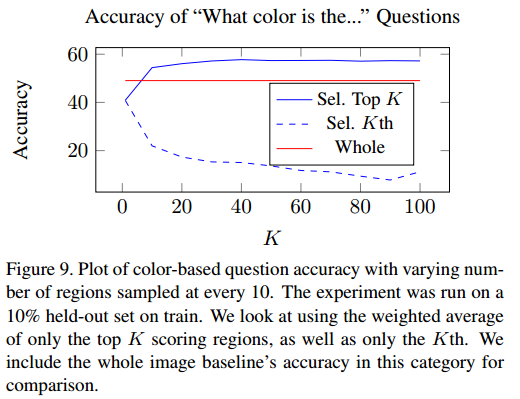 Accuracy of “What color is the...” Questions
60
40
20
Accuracy
Sel. Top K
Sel. Kth
Whole
0 20 40 60 80 100
K
Figure 9. Plot of color-based question accuracy with varying num-
ber of regions sampled at every 10. The experiment was run on a
10% held-out set on train. We look at using the weighted average
of only the top K scoring regions, as well as only the Kth. We
include the whole image baseline’s accuracy in this category for
comparison.